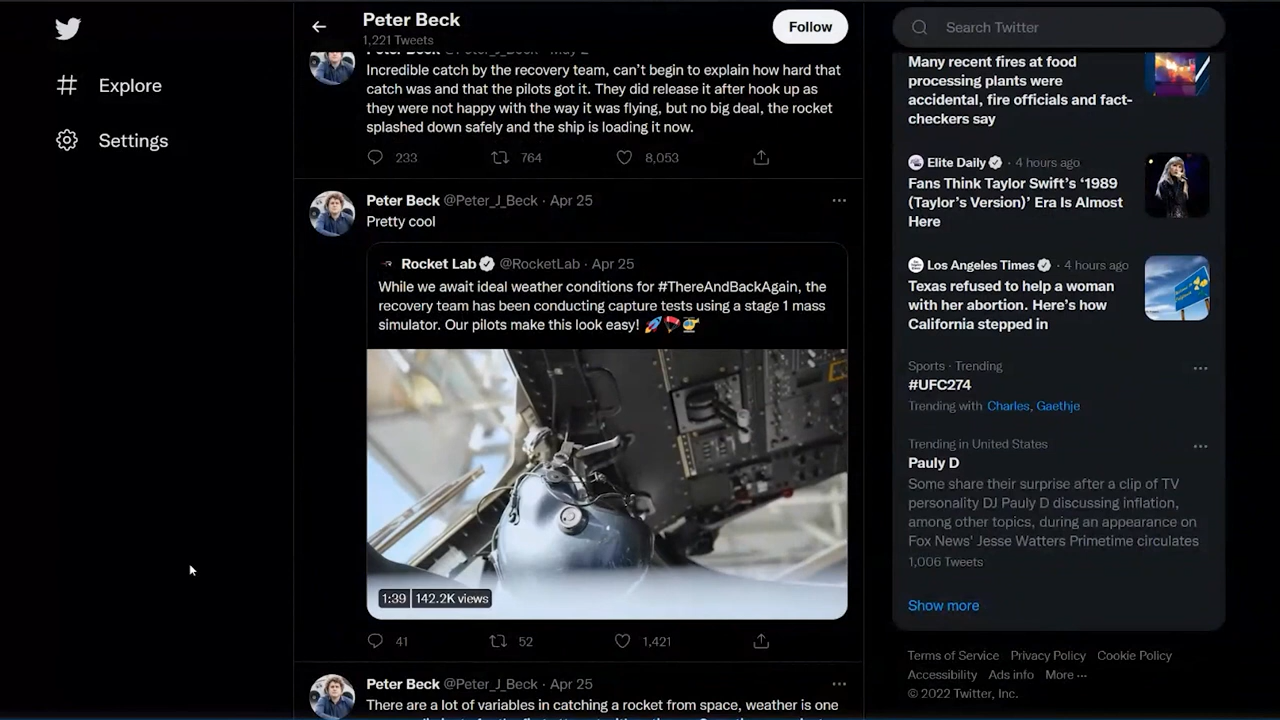 Peter Beck
1,221 Tweets
Follow
Search Twitter
Explore
Settings
Peter Beck @Peter_J_Beck · May 2
Incredible catch by the recovery team, can't begin to explain how hard that
catch was and that the pilots got it. They did release it after hook up as
they were not happy with the way it was flying, but no big deal, the rocket
splashed down safely and the ship is loading it now.
233 764 8,053
Peter Beck @Peter_J_Beck · Apr 25
Pretty cool
Rocket Lab @RocketLab · Apr 25
While we await ideal weather conditions for #ThereAndBackAgain, the
recovery team has been conducting capture tests using a stage 1 mass
simulator. Our pilots make this look easy! 🚀🪂🚁
1:39 142.2K views
41 52 1,421
Peter Beck @Peter_J_Beck · Apr 25
There are a lot of variables in catching a rocket from space, weather is one
Many recent fires at food
processing plants were
accidental, fire officials and fact-
checkers say
Elite Daily · 4 hours ago
Fans Think Taylor Swift's '1989
(Taylor's Version)' Era Is Almost
Here
Los Angeles Times · 4 hours ago
Texas refused to help a woman
with her abortion. Here's how
California stepped in
Sports · Trending
#UFC274
Trending with Charles, Gaethje
Trending in United States
Pauly D
Some share their surprise after a clip of TV
personality DJ Pauly D discussing inflation,
among other topics, during an appearance on
Fox News' Jesse Watters Primetime circulates
1,006 Tweets
Show more
Terms of Service Privacy Policy Cookie Policy
Accessibility Ads info More ···
© 2022 Twitter, Inc.